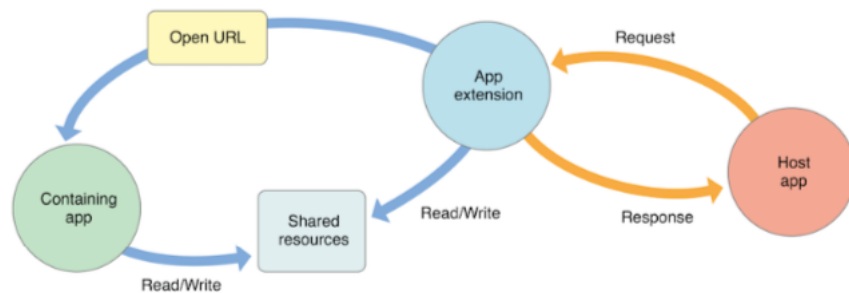 Open URL
App
extension
Request
Host
app
Containing
app
Shared
resources
Read/Write
Response
Read/Write